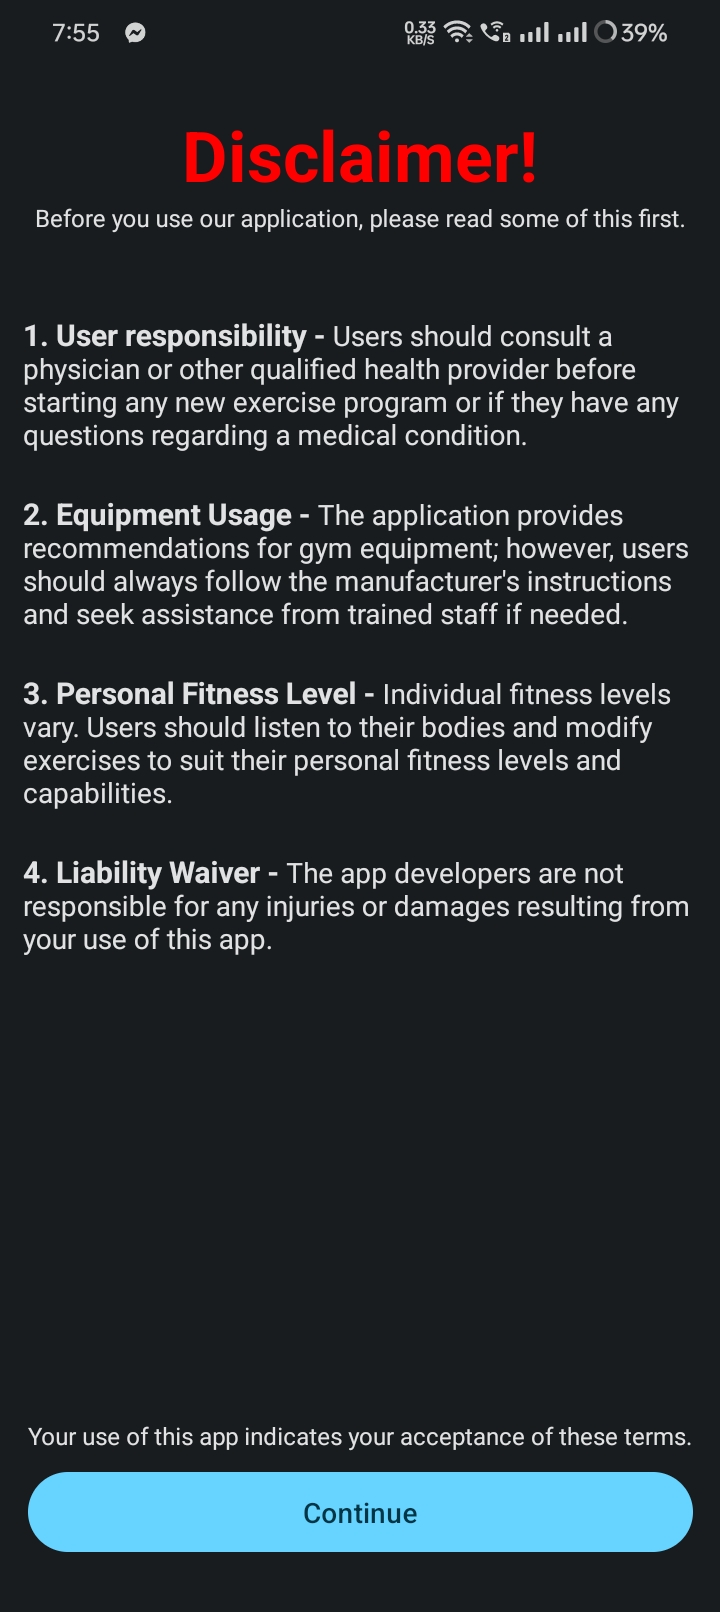 7:55
0.33
KB/S
2
39%
Disclaimer!
Before you use our application, please read some of this first.
1. User responsibility - Users should consult a
physician or other qualified health provider before
starting any new exercise program or if they have any
questions regarding a medical condition.
2. Equipment Usage - The application provides
recommendations for gym equipment; however, users
should always follow the manufacturer's instructions
and seek assistance from trained staff if needed.
3. Personal Fitness Level - Individual fitness levels
vary. Users should listen to their bodies and modify
exercises to suit their personal fitness levels and
capabilities.
4. Liability Waiver - The app developers are not
responsible for any injuries or damages resulting from
your use of this app.
Your use of this app indicates your acceptance of these terms.
Continue